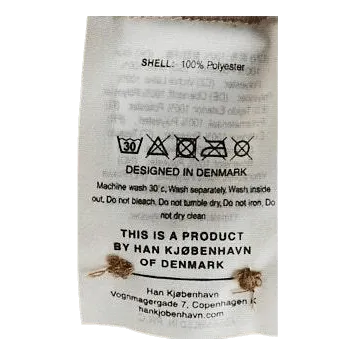 SHELL: 100% Polyester
30
DESIGNED IN DENMARK
Machine wash 30°c, Wash separately, Wash inside
out, Do not bleach, Do not tumble dry, Do not iron, Do
not dry clean
THIS IS A PRODUCT
BY HAN KJØBENHAVN
OF DENMARK
Han Kjøbenhavn
Vognmagergade 7, Copenhagen K
hankjobenhavn.com